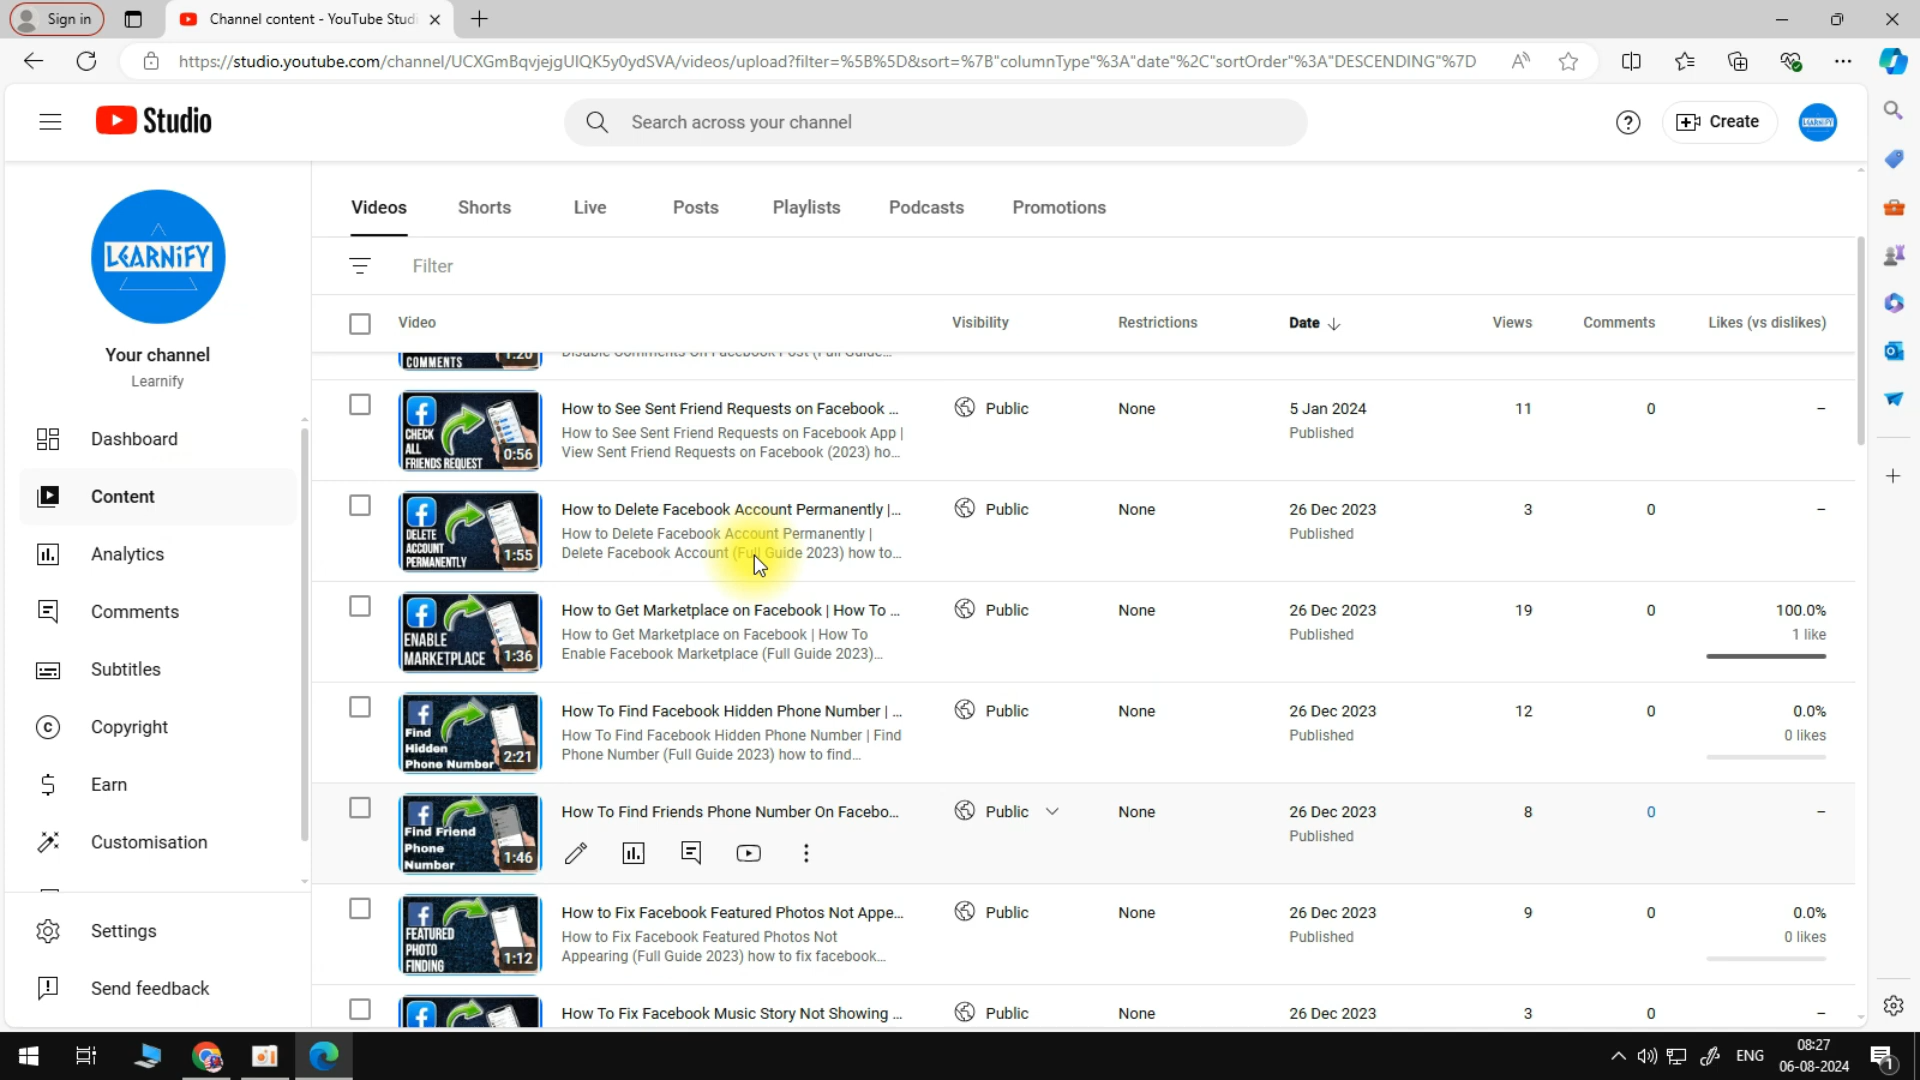 Sign in
Channel content - YouTube Studi
https://studio.youtube.com/channel/UCXGmBqvjejgUIQK5y0ydSVA/videos/upload?filter=%5B%5D&sort=%7B"columnType"%3A"date"%2C"sortOrder"%3A"DESCENDING"%7D
Studio
Search across your channel
Create
LEARNIFY
Videos Shorts Live Posts Playlists Podcasts Promotions
LEARNIFY
Your channel
Learnify
Filter
Video Visibility Restrictions Date Views Comments Likes (vs dislikes)
COMMENTS 1:20
Disable Comments On Facebook Post (Full Guide...
CHECK
ALL
FRIENDS REQUEST 0:56
How to See Sent Friend Requests on Facebook ... Public None 5 Jan 2024 11 0 –
How to See Sent Friend Requests on Facebook App | Published
View Sent Friend Requests on Facebook (2023) ho...
DELETE
ACCOUNT
PERMANENTLY 1:55
How to Delete Facebook Account Permanently |... Public None 26 Dec 2023 3 0 –
How to Delete Facebook Account Permanently | Published
Delete Facebook Account (Full Guide 2023) how to...
ENABLE
MARKETPLACE 1:36
How to Get Marketplace on Facebook | How To ... Public None 26 Dec 2023 19 0 100.0%
How to Get Marketplace on Facebook | How To Published 1 like
Enable Facebook Marketplace (Full Guide 2023)...
Find
Hidden
Phone Number 2:21
How To Find Facebook Hidden Phone Number | ... Public None 26 Dec 2023 12 0 0.0%
How To Find Facebook Hidden Phone Number | Find Published 0 likes
Phone Number (Full Guide 2023) how to find...
Find Friend
Phone
Number 1:46
How To Find Friends Phone Number On Facebo... Public None 26 Dec 2023 8 0 –
Published
FEATURED
PHOTO
FINDING 1:12
How to Fix Facebook Featured Photos Not Appe... Public None 26 Dec 2023 9 0 0.0%
How to Fix Facebook Featured Photos Not Published 0 likes
Appearing (Full Guide 2023) how to fix facebook...
How To Fix Facebook Music Story Not Showing ... Public None 26 Dec 2023 3 0 –
Dashboard
Content
Analytics
Comments
Subtitles
Copyright
Earn
Customisation
Settings
Send feedback
ENG
08:27
06-08-2024
1